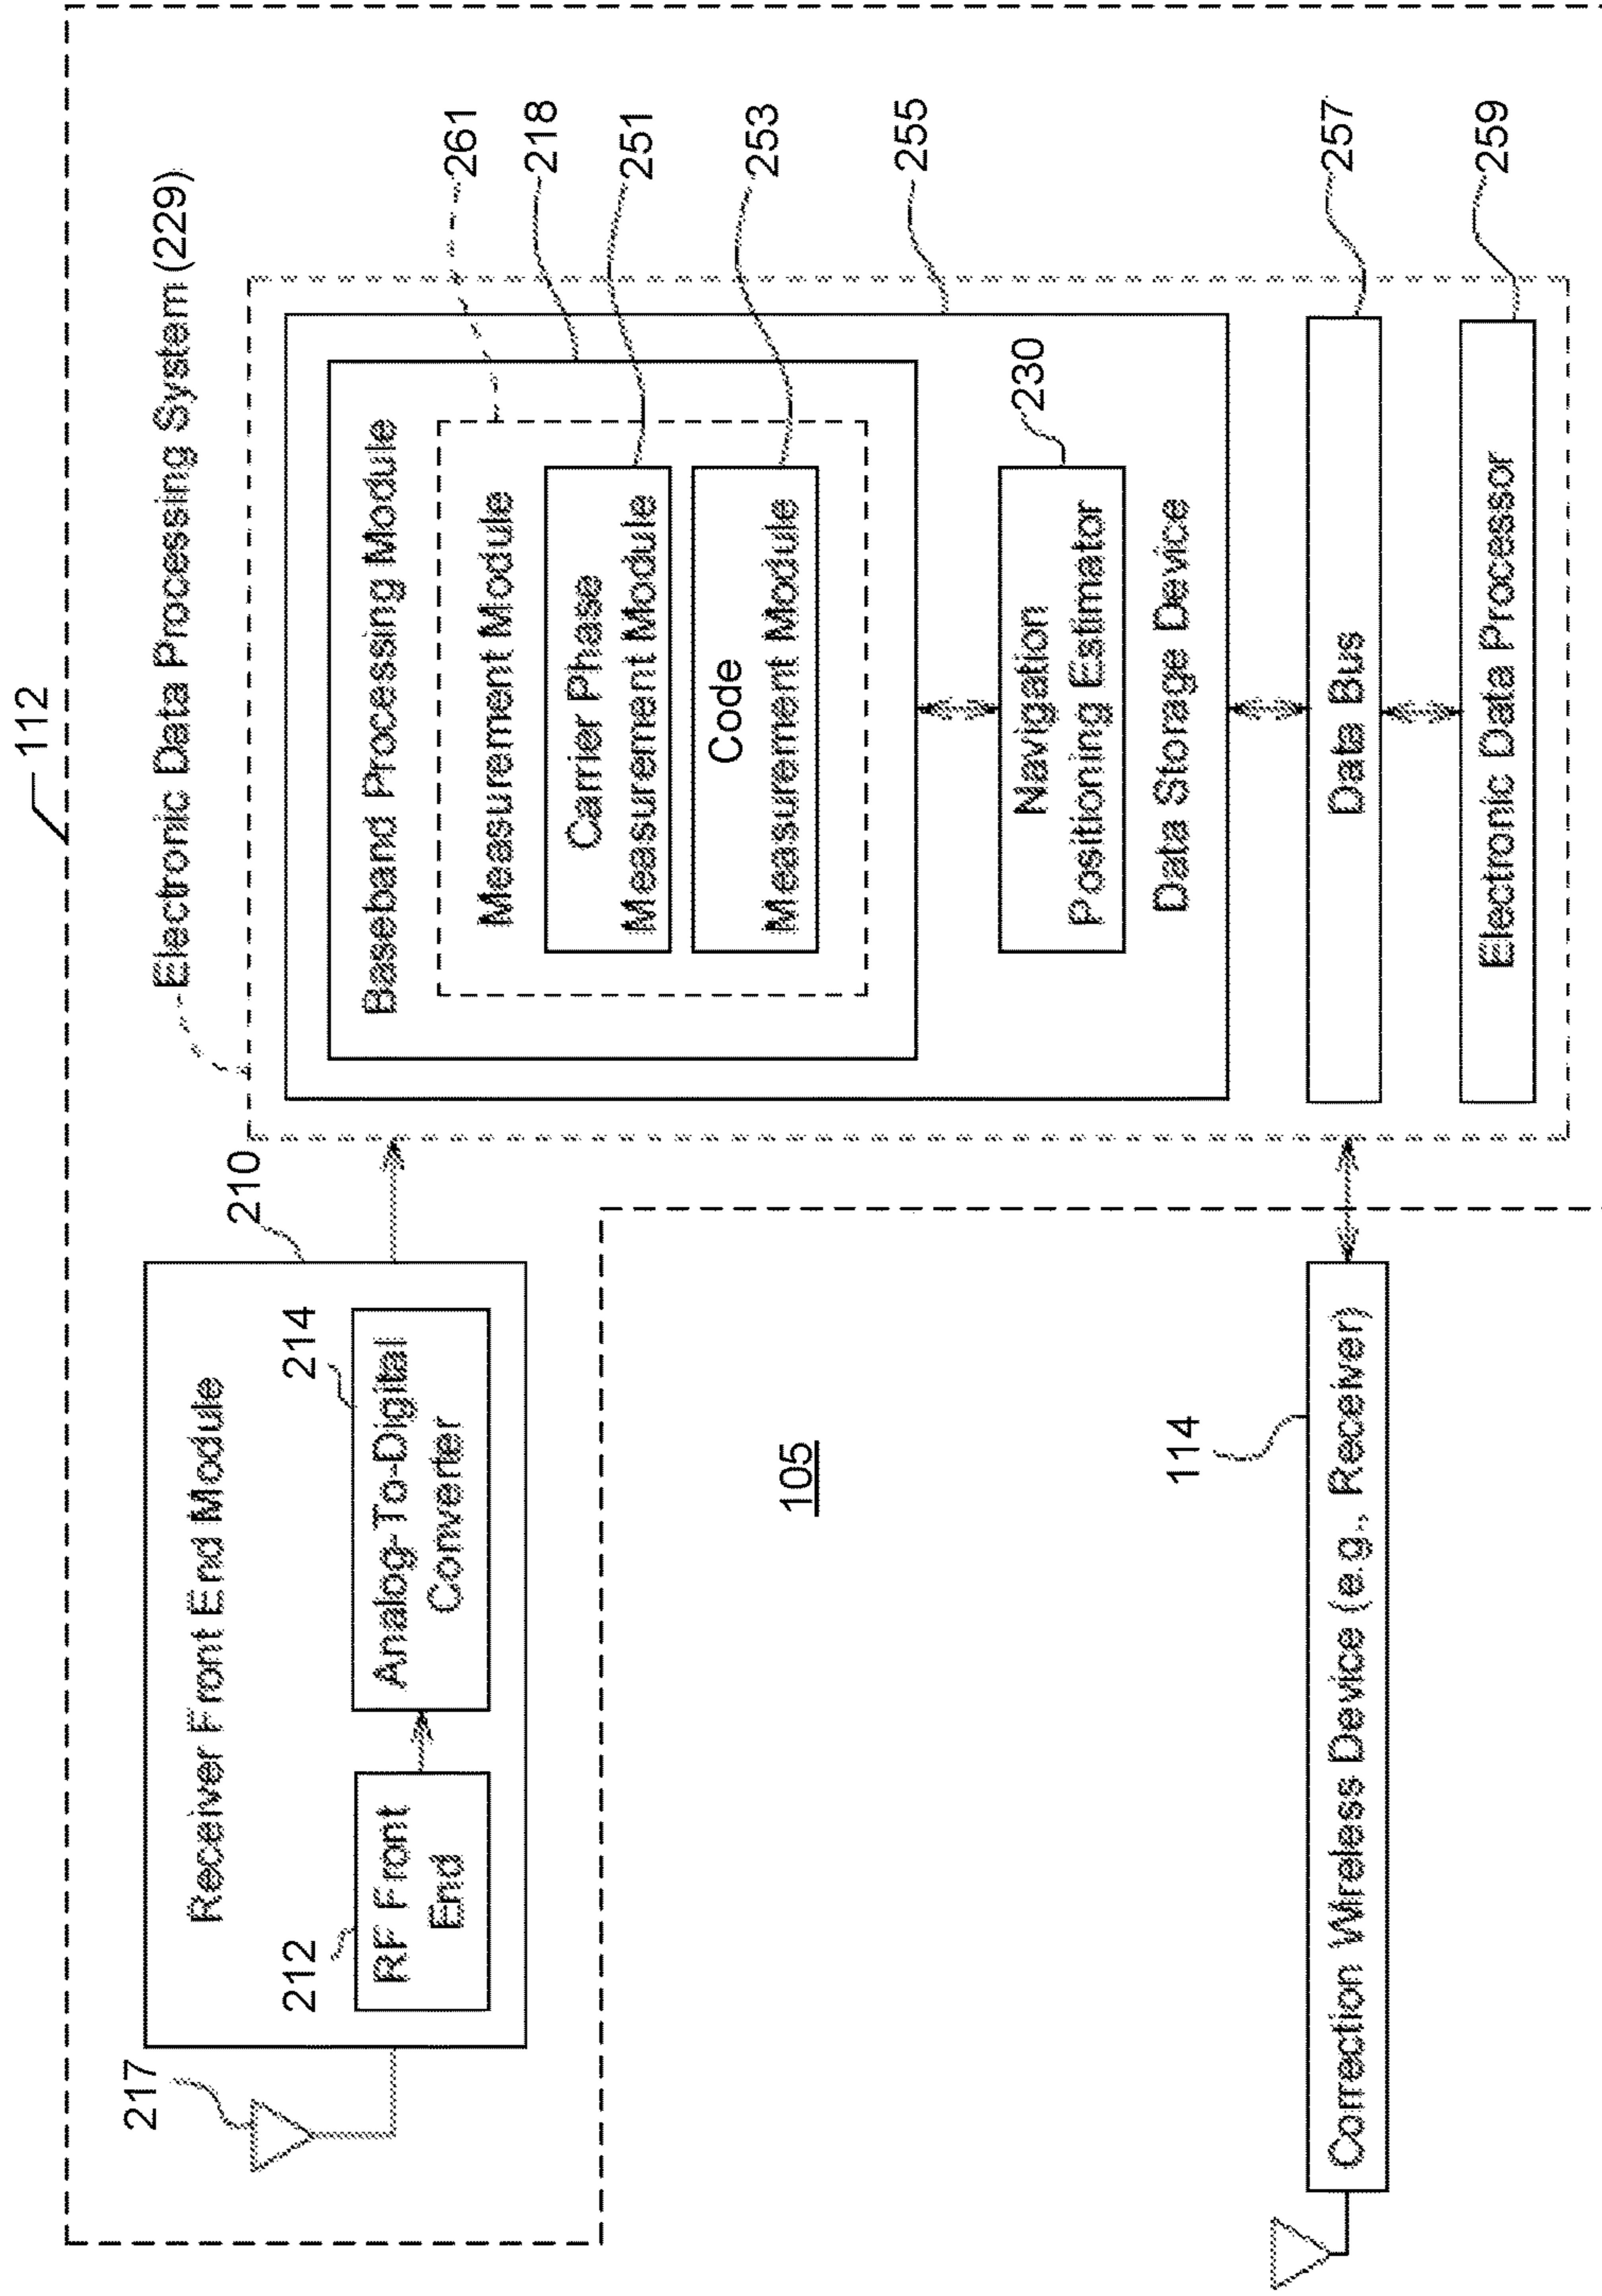 112
Electronic Data Processing System (229)
217
Receiver Front End Module
210
212
214
RF Front
End
Analog-To-Digital
Converter
Baseband Processing Module
261
Measurement Module
218
Carrier Phase
Measurement Module
251
Code
Measurement Module
253
Navigation
Positioning Estimator
230
Data Storage Device
255
105
114
Correction Wireless Device (e.g., Receiver)
Data Bus
257
Electronic Data Processor
259